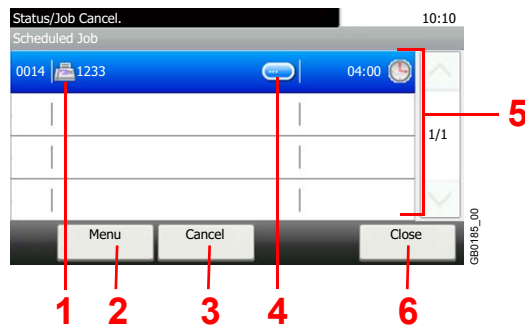 Status/Job Cancel. 10:10
Scheduled Job
0014 1233 04:00
5
1/1
Menu Cancel Close
GB0185_00
1 2 3 4 6